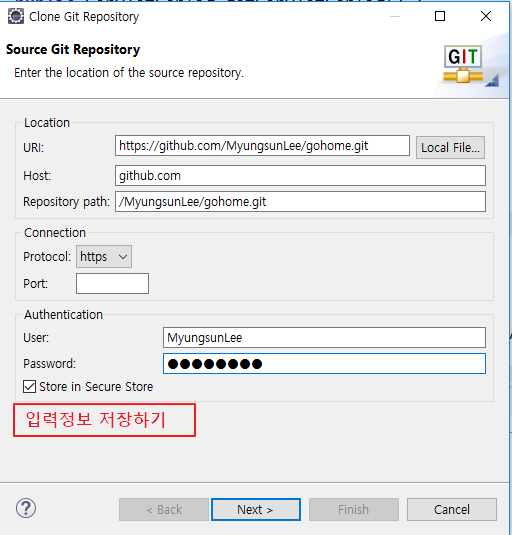 Clone Git Repository
Source Git Repository
Enter the location of the source repository.
GIT
Location
URI: https://github.com/MyungsunLee/gohome.git Local File...
Host: github.com
Repository path: /MyungsunLee/gohome.git
Connection
Protocol: https
Port:
Authentication
User: MyungsunLee
Password: ●●●●●●●●
Store in Secure Store
입력정보 저장하기
? < Back Next > Finish Cancel